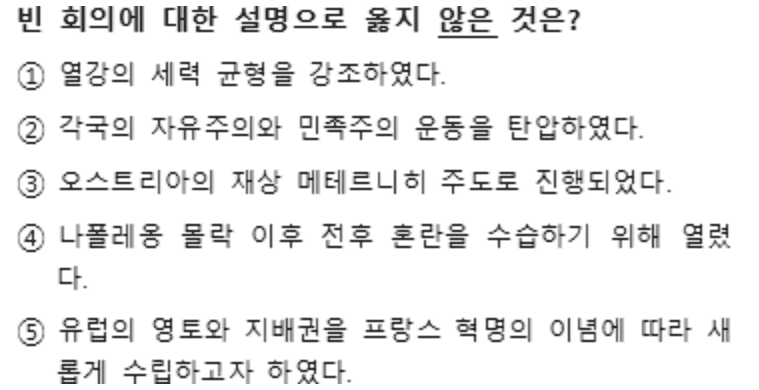 빈 회의에 대한 설명으로 옳지 않은 것은?
① 열강의 세력 균형을 강조하였다.
② 각국의 자유주의와 민족주의 운동을 탄압하였다.
③ 오스트리아의 재상 메테르니히 주도로 진행되었다.
④ 나폴레옹 몰락 이후 전후 혼란을 수습하기 위해 열렸
다.
⑤ 유럽의 영토와 지배권을 프랑스 혁명의 이념에 따라 새
롭게 수립하고자 하였다.